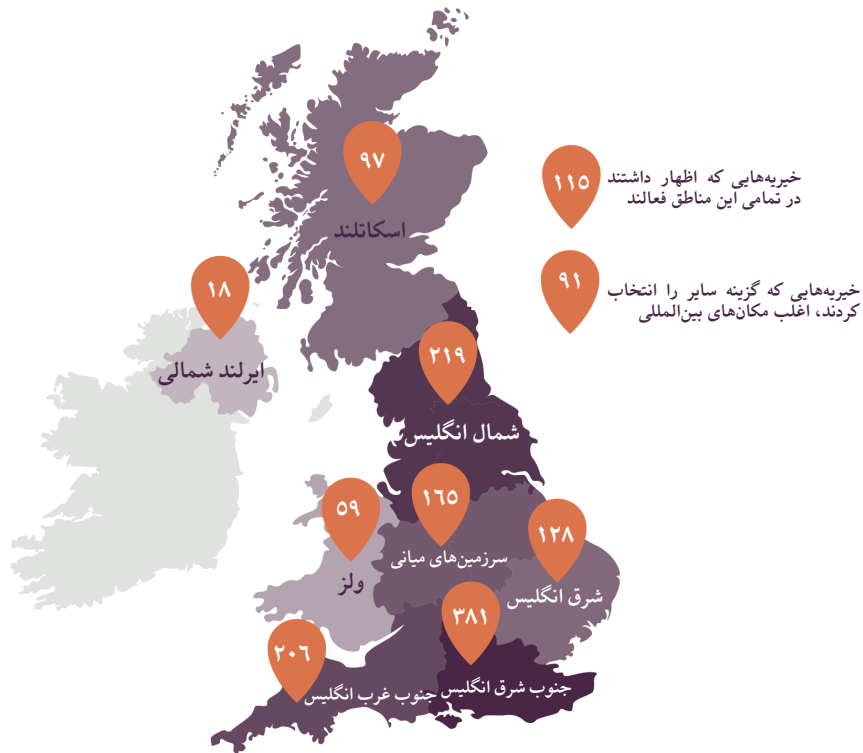 ۹۷
اسکاتلند
۱۱۵
خیریه‌هایی که اظهار داشتند
در تمامی این مناطق فعالند
۹۱
خیریه‌هایی که گزینه سایر را انتخاب
کردند، اغلب مکان‌های بین‌المللی
۱۸
ایرلند شمالی
۲۱۹
شمال انگلیس
۱۶۵
سرزمین‌های میانی
۵۹
ولز
۱۲۸
شرق انگلیس
۳۸۱
جنوب شرق انگلیس
۲۰۶
جنوب غرب انگلیس